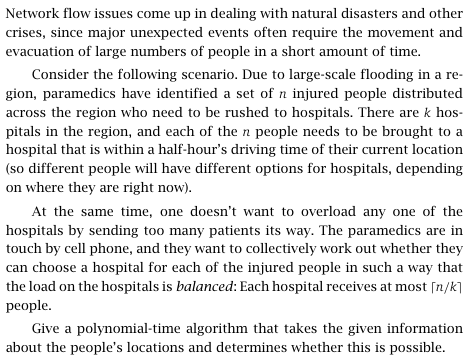 Network flow issues come up in dealing with natural disasters and other
crises, since major unexpected events often require the movement and
evacuation of large numbers of people in a short amount of time.
Consider the following scenario. Due to large-scale flooding in a re-
gion, paramedics have identified a set of n injured people distributed
across the region who need to be rushed to hospitals. There are k hos-
pitals in the region, and each of the n people needs to be brought to a
hospital that is within a half-hour's driving time of their current location
(so different people will have different options for hospitals, depending
on where they are right now).
At the same time, one doesn't want to overload any one of the
hospitals by sending too many patients its way. The paramedics are in
touch by cell phone, and they want to collectively work out whether they
can choose a hospital for each of the injured people in such a way that
the load on the hospitals is balanced: Each hospital receives at most ⌈n/k⌉
people.
Give a polynomial-time algorithm that takes the given information
about the people's locations and determines whether this is possible.